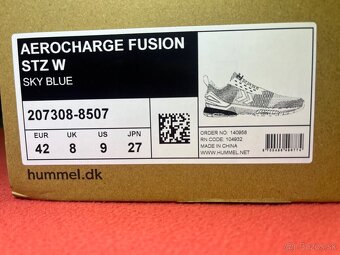 AEROCHARGE FUSION
STZ W
SKY BLUE
207308-8507
EUR UK US JPN
42 8 9 27
ORDER NO: 140958
RN CODE: 104932
MADE IN CHINA
WWW.HUMMEL.NET
hummel.dk